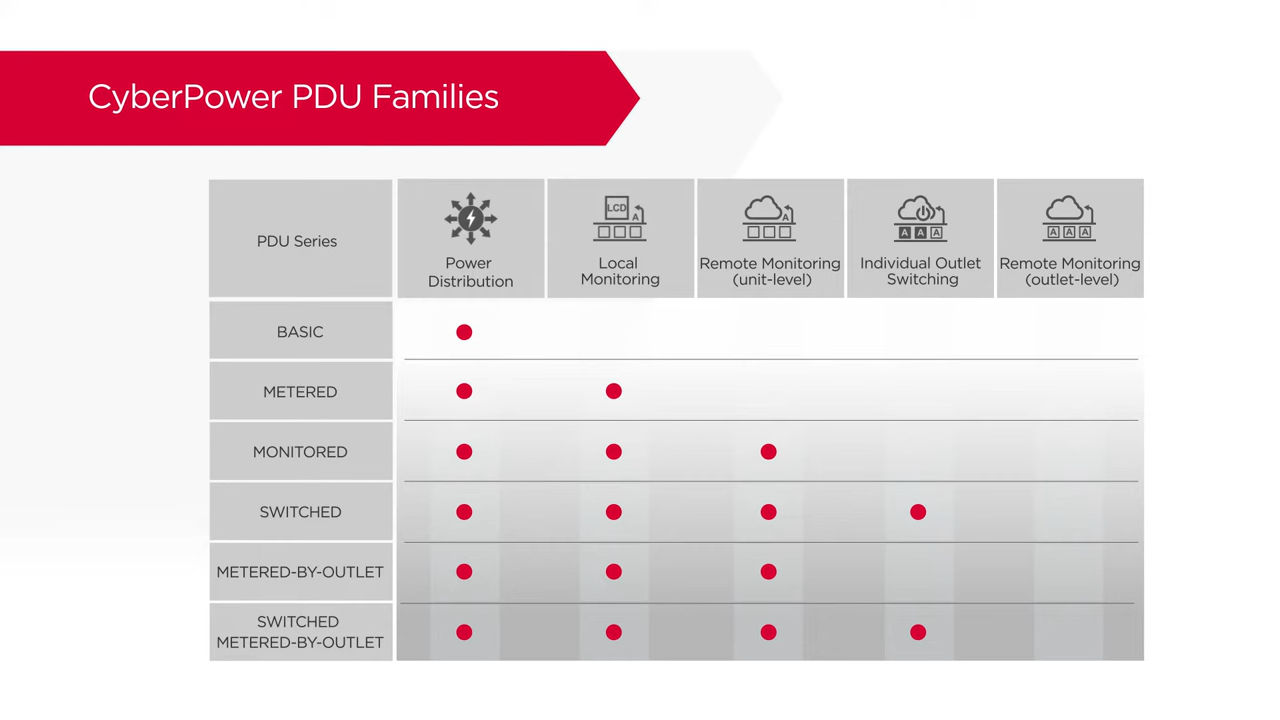 CyberPower PDU Families
PDU Series
Power
Distribution
LCD
A
Local
Monitoring
A
Remote Monitoring
(unit-level)
A A A
Individual Outlet
Switching
A A A
Remote Monitoring
(outlet-level)
BASIC
METERED
MONITORED
SWITCHED
METERED-BY-OUTLET
SWITCHED
METERED-BY-OUTLET